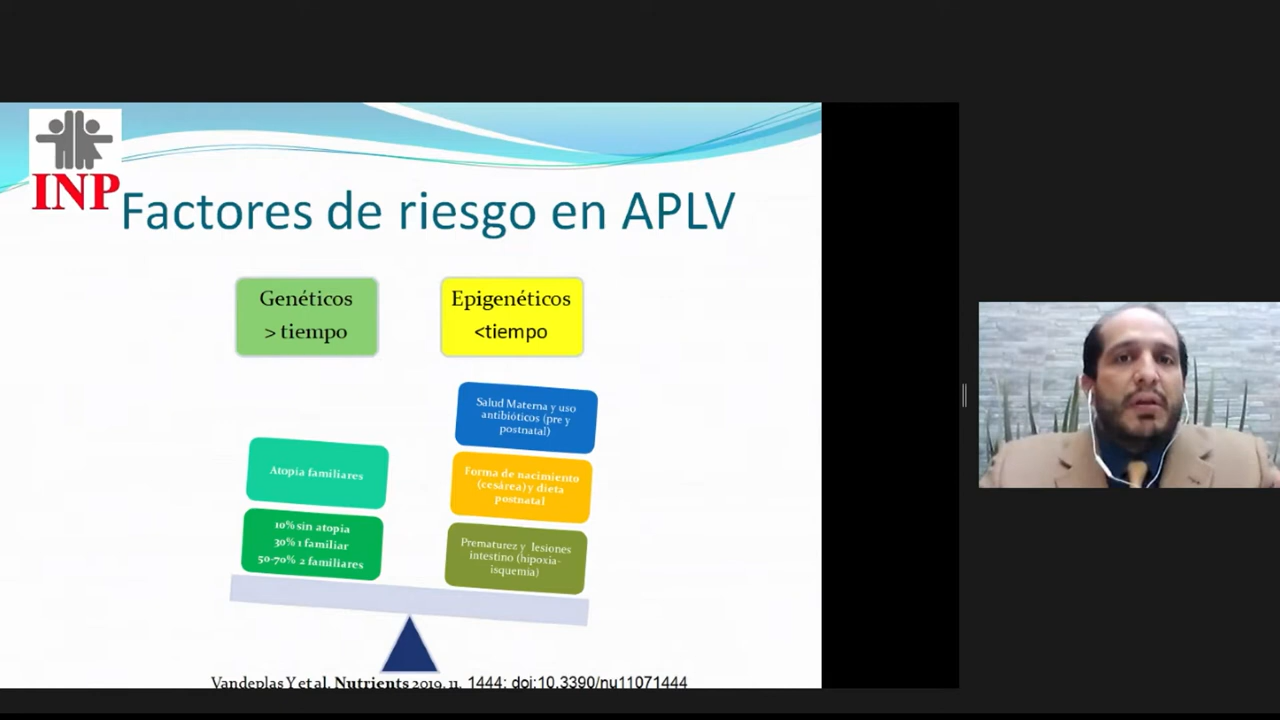 INP
Factores de riesgo en APLV
Genéticos
> tiempo
Epigenéticos
<tiempo
Atopia familiares
10% sin atopia
30% 1 familiar
50-70% 2 familiares
Salud Materna y uso
antibióticos (pre y
postnatal)
Forma de nacimiento
(cesárea) y dieta
postnatal
Prematurez y lesiones
intestino (hipoxia-
isquemia)
Vandeplas Y et al. Nutrients 2019, 11, 1444; doi:10.3390/nu11071444